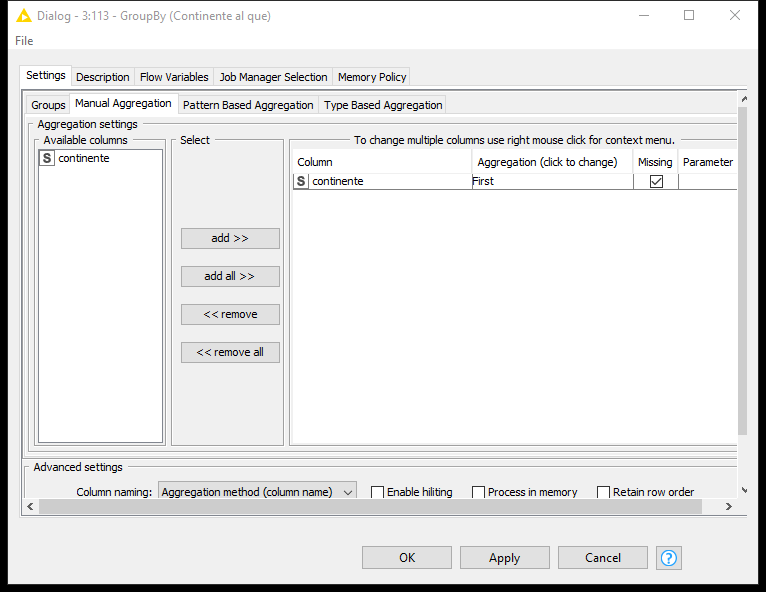 Dialog - 3:113 - GroupBy (Continente al que)
File
Settings Description Flow Variables Job Manager Selection Memory Policy
Groups Manual Aggregation Pattern Based Aggregation Type Based Aggregation
Aggregation settings
Available columns Select To change multiple columns use right mouse click for context menu.
S continente
Column Aggregation (click to change) Missing Parameter
S continente First
add >>
add all >>
<< remove
<< remove all
Advanced settings
Column naming: Aggregation method (column name) Enable hiliting Process in memory Retain row order
OK Apply Cancel ?